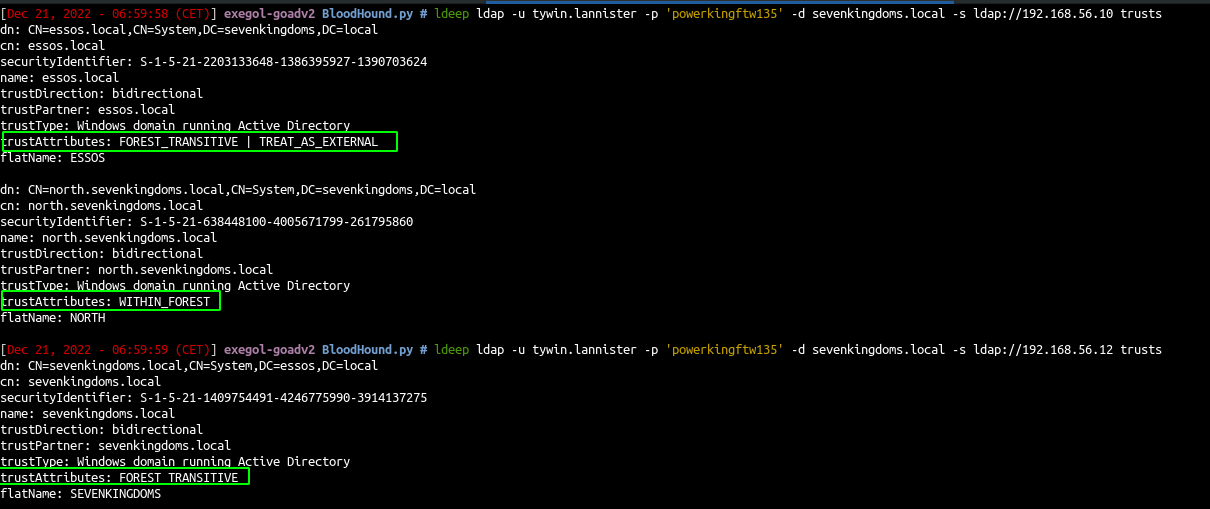 [Dec 21, 2022 - 06:59:58 (CET)] exegol-goadv2 BloodHound.py # ldeep ldap -u tywin.lannister -p 'powerkingftw135' -d sevenkingdoms.local -s ldap://192.168.56.10 trusts
dn: CN=essos.local,CN=System,DC=sevenkingdoms,DC=local
cn: essos.local
securityIdentifier: S-1-5-21-2203133648-1386395927-1390703624
name: essos.local
trustDirection: bidirectional
trustPartner: essos.local
trustType: Windows domain running Active Directory
trustAttributes: FOREST_TRANSITIVE | TREAT_AS_EXTERNAL
flatName: ESSOS
dn: CN=north.sevenkingdoms.local,CN=System,DC=sevenkingdoms,DC=local
cn: north.sevenkingdoms.local
securityIdentifier: S-1-5-21-638448100-4005671799-261795860
name: north.sevenkingdoms.local
trustDirection: bidirectional
trustPartner: north.sevenkingdoms.local
trustType: Windows domain running Active Directory
trustAttributes: WITHIN_FOREST
flatName: NORTH
[Dec 21, 2022 - 06:59:59 (CET)] exegol-goadv2 BloodHound.py # ldeep ldap -u tywin.lannister -p 'powerkingftw135' -d sevenkingdoms.local -s ldap://192.168.56.12 trusts
dn: CN=sevenkingdoms.local,CN=System,DC=essos,DC=local
cn: sevenkingdoms.local
securityIdentifier: S-1-5-21-1409754491-4246775990-3914137275
name: sevenkingdoms.local
trustDirection: bidirectional
trustPartner: sevenkingdoms.local
trustType: Windows domain running Active Directory
trustAttributes: FOREST_TRANSITIVE
flatName: SEVENKINGDOMS